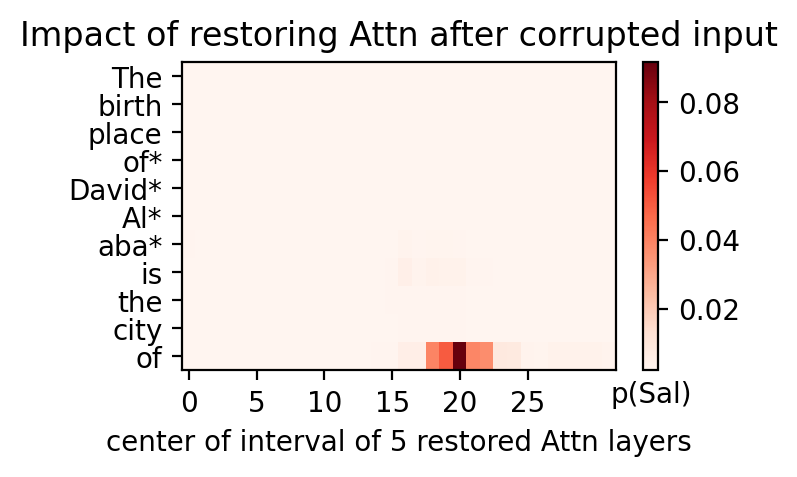 Impact of restoring Attn after corrupted input
The
birth
place
of*
David*
Al*
aba*
is
the
city
of
0 5 10 15 20 25
center of interval of 5 restored Attn layers
0.08
0.06
0.04
0.02
p(Sal)